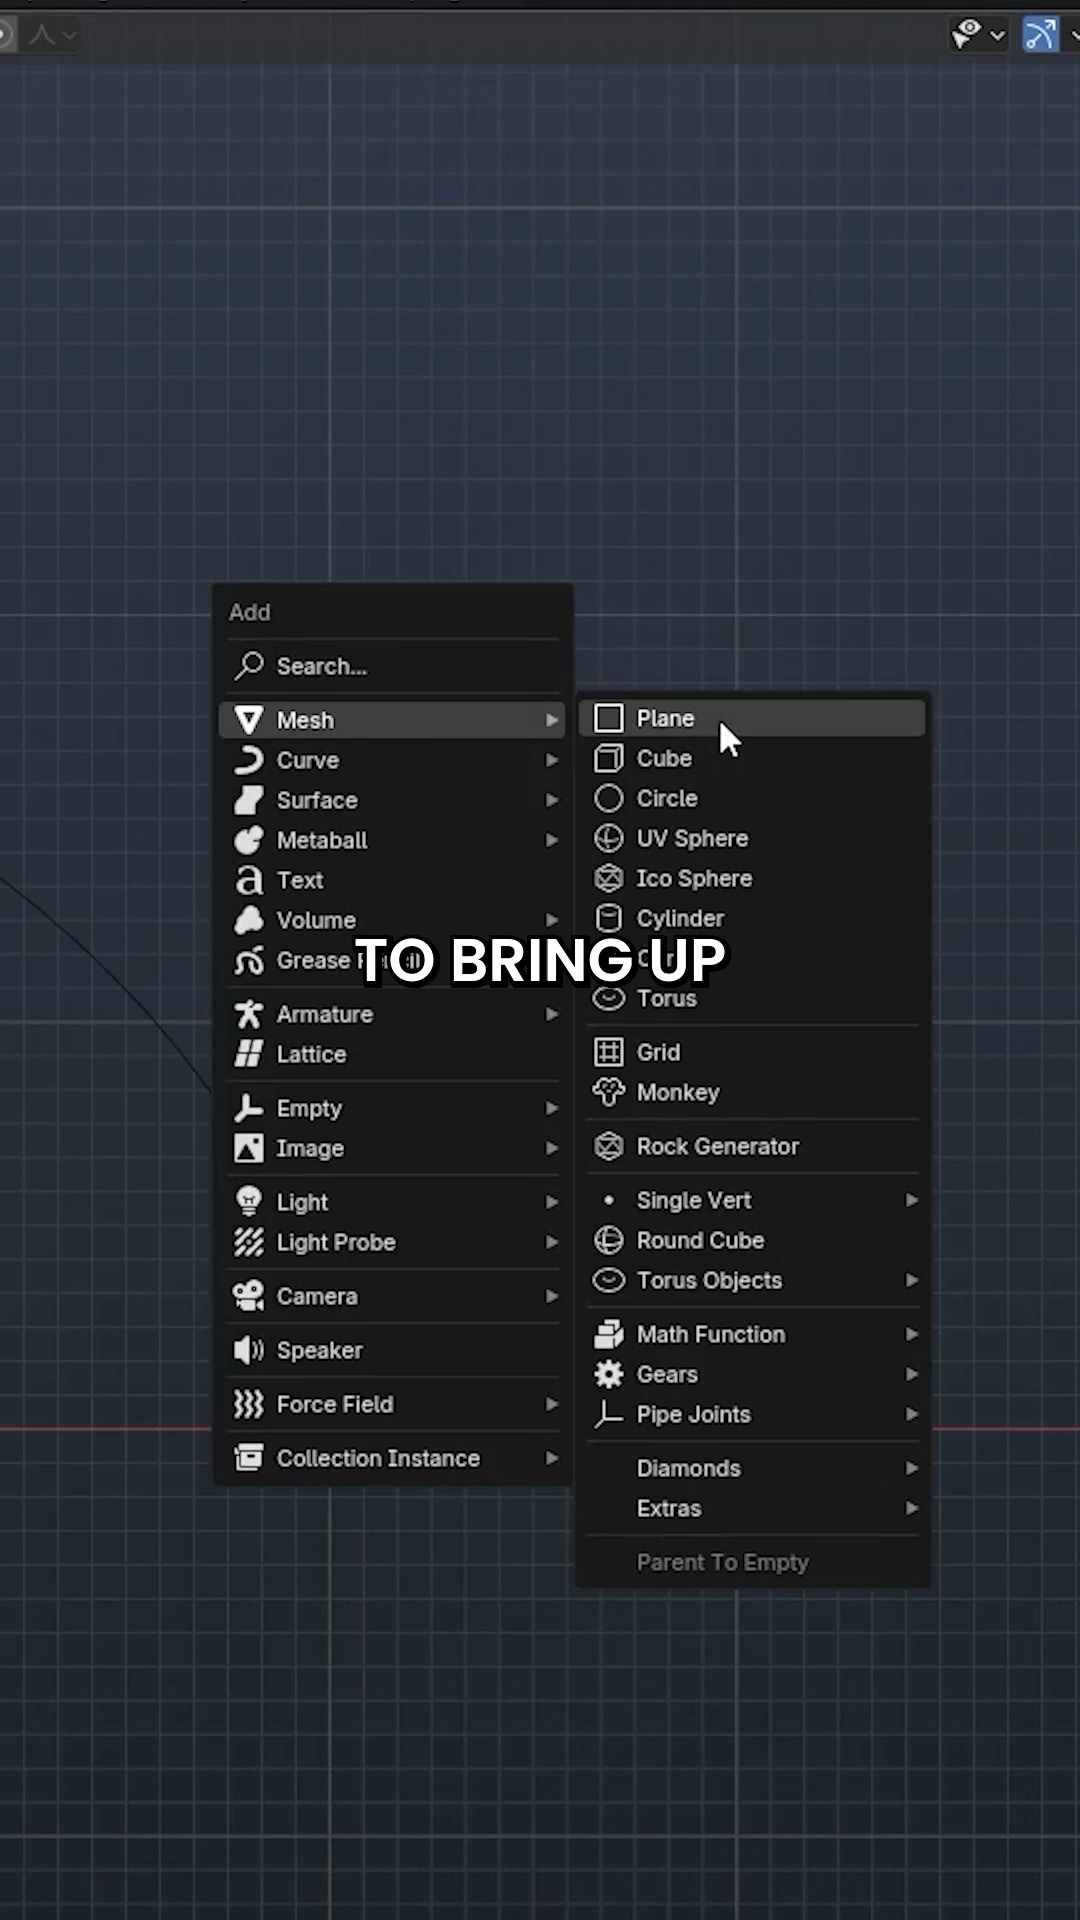 Add
Search...
Mesh
Curve
Surface
Metaball
Text
Volume
Grease
Armature
Lattice
Empty
Image
Light
Light Probe
Camera
Speaker
Force Field
Collection Instance
Plane
Cube
Circle
UV Sphere
Ico Sphere
Cylinder
Torus
Grid
Monkey
Rock Generator
Single Vert
Round Cube
Torus Objects
Math Function
Gears
Pipe Joints
Diamonds
Extras
Parent To Empty
TO BRING UP